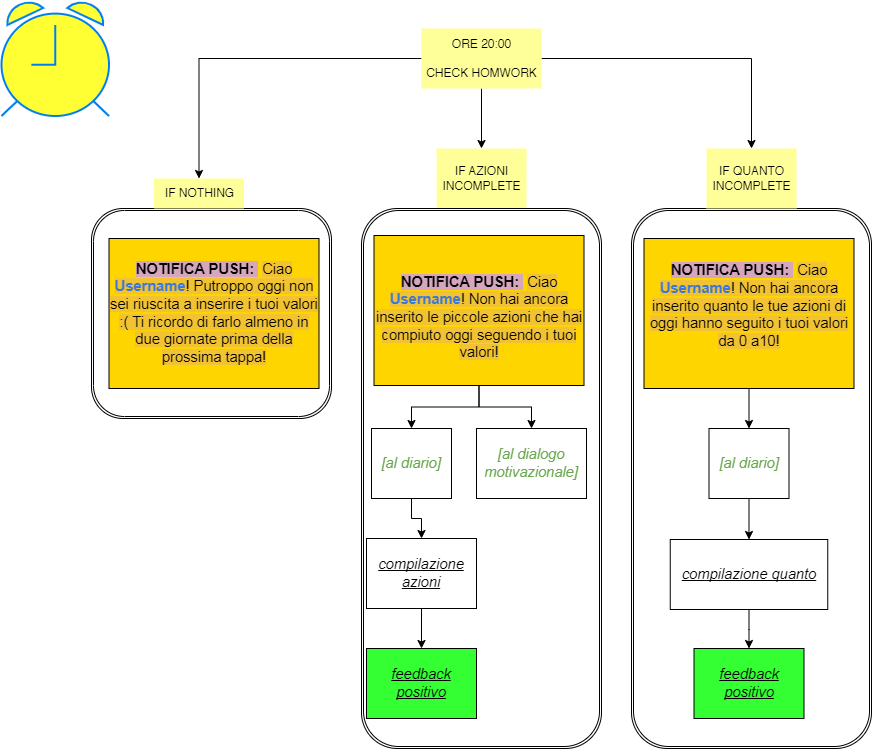 ORE 20:00
CHECK HOMWORK
IF NOTHING
NOTIFICA PUSH: Ciao
Username! Putroppo oggi non
sei riuscita a inserire i tuoi valori
:( Ti ricordo di farlo almeno in
due giornate prima della
prossima tappa!
IF AZIONI
INCOMPLETE
NOTIFICA PUSH: Ciao
Username! Non hai ancora
inserito le piccole azioni che hai
compiuto oggi seguendo i tuoi
valori!
[al diario]
[al dialogo
motivazionale]
compilazione
azioni
feedback
positivo
IF QUANTO
INCOMPLETE
NOTIFICA PUSH: Ciao
Username! Non hai ancora
inserito quanto le tue azioni di
oggi hanno seguito i tuoi valori
da 0 a10!
[al diario]
compilazione quanto
feedback
positivo